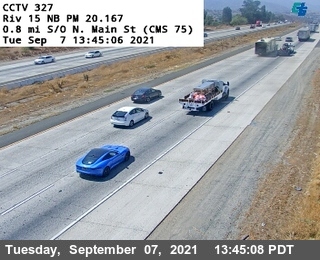 CCTV 327
Riv 15 NB PM 20.167
0.8 mi S/O N. Main St (CMS 75)
Tue Sep 7 13:45:06 2021
Tuesday, September 07, 2021 13:45:08 PDT